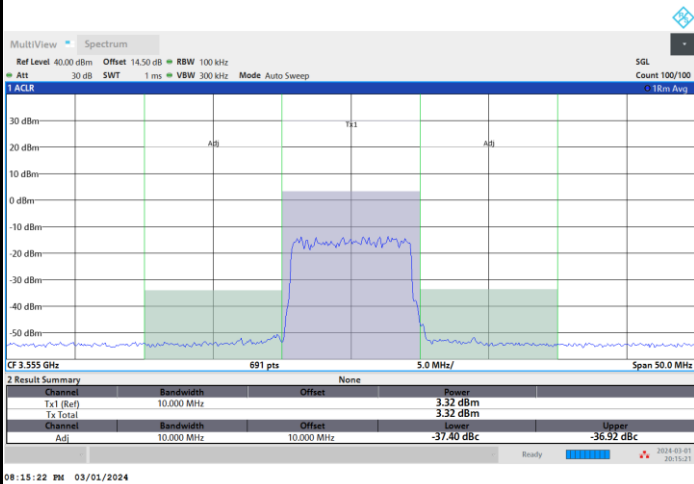 MultiView Spectrum
Ref Level 40.00 dBm Offset 14.50 dB RBW 100 kHz SGL
Att 30 dB SWT 1 ms VBW 300 kHz Mode Auto Sweep Count 100/100
1 ACLR 1Rm Avg
30 dBm
Tx1
20 dBm
Adj Adj
10 dBm
0 dBm
-10 dBm
-20 dBm
-30 dBm
-40 dBm
-50 dBm
CF 3.555 GHz 691 pts 5.0 MHz/ Span 50.0 MHz
2 Result Summary None
Channel Bandwidth Offset Power
Tx1 (Ref) 10.000 MHz 3.32 dBm
Tx Total 3.32 dBm
Channel Bandwidth Offset Lower Upper
Adj 10.000 MHz 10.000 MHz -37.40 dBc -36.92 dBc
Ready 2024-03-01
20:15:21
08:15:22 PM 03/01/2024